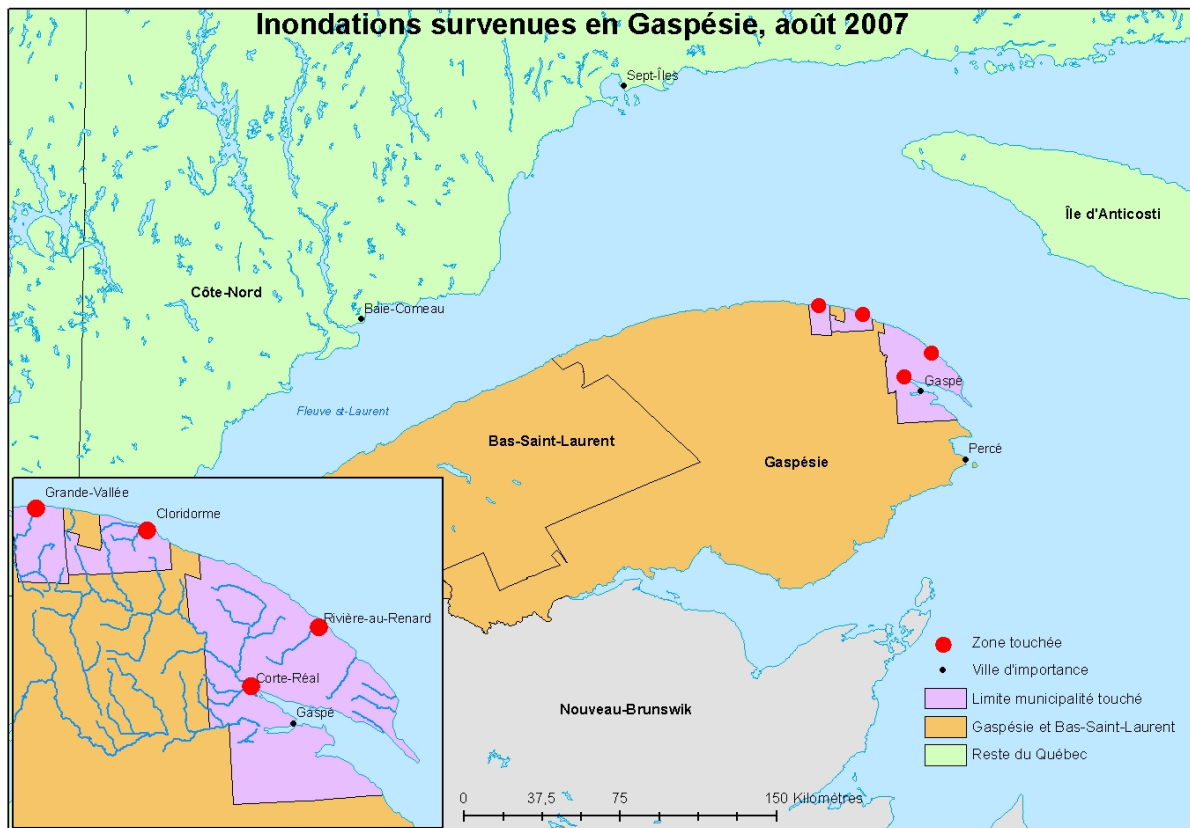 Inondations survenues en Gaspésie, août 2007
Sept-Îles
Île d'Anticosti
Côte-Nord
Baie-Comeau
Fleuve st-Laurent
Gaspé
Bas-Saint-Laurent
Gaspésie
Percé
Grande-Vallée
Cloridorme
Rivière-au-Renard
Corte-Réal
Gaspé
Nouveau-Brunswik
Zone touchée
Ville d'importance
Limite municipalité touché
Gaspésie et Bas-Saint-Laurent
Reste du Québec
0 37,5 75 150 Kilométres